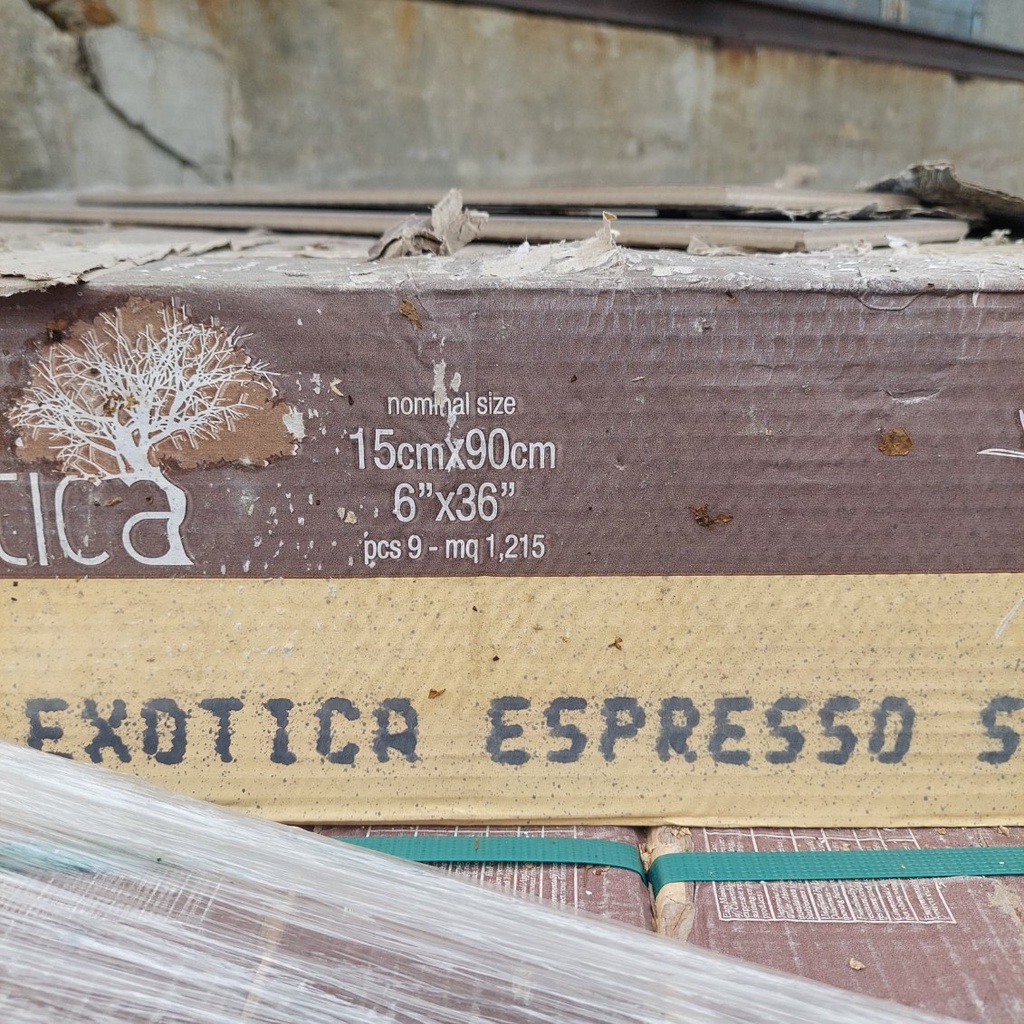 tica
nominal size
15cmx90cm
6”x36”
pcs 9 - mq 1,215
EXOTICA ESPRESSO S